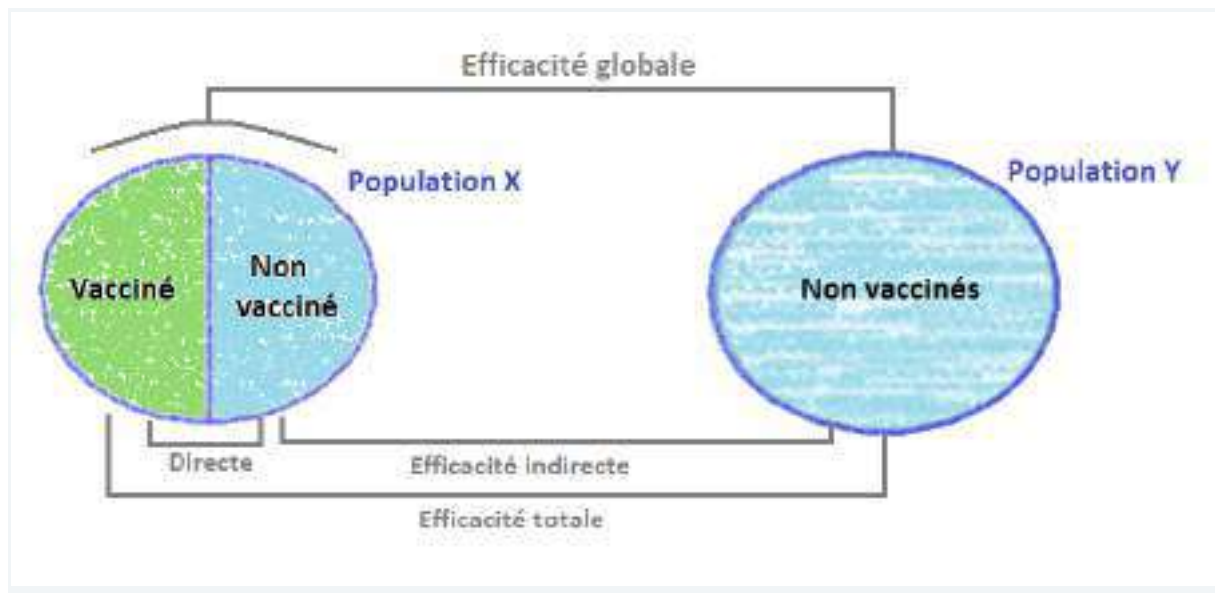 Efficacité globale
Population X
Population Y
Vacciné
Non
vacciné
Non vaccinés
Directe
Efficacité indirecte
Efficacité totale